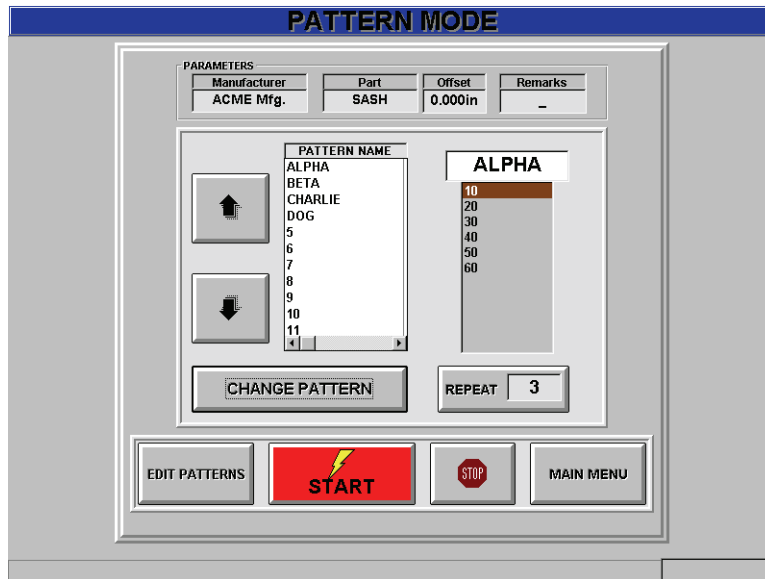 PATTERN MODE
PARAMETERS
Manufacturer Part Offset Remarks
ACME Mfg. SASH 0.000in _
PATTERN NAME
ALPHA
BETA
CHARLIE
DOG
5
6
7
8
9
10
11
ALPHA
10
20
30
40
50
60
CHANGE PATTERN
REPEAT 3
EDIT PATTERNS
START
STOP
MAIN MENU